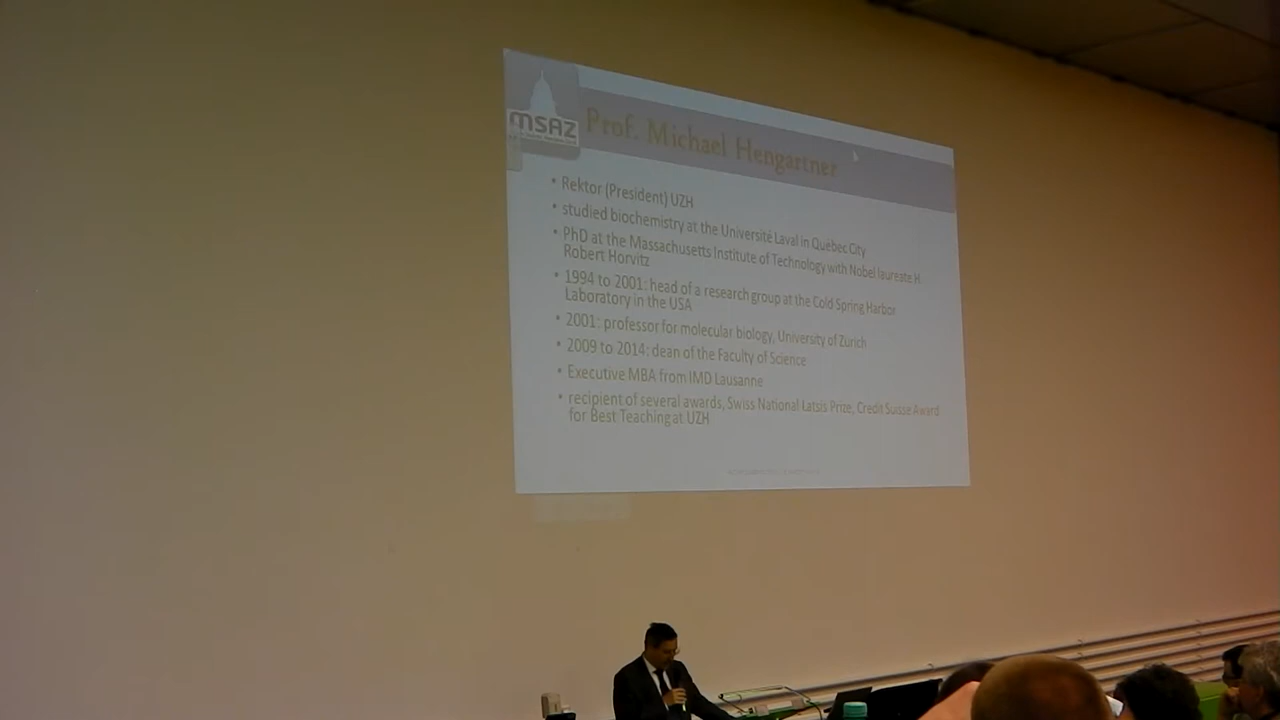 MSAZ
Prof. Michael Hengartner
• Rektor (President) UZH
• studied biochemistry at the Université Laval in Quebec City
• PhD at the Massachusetts Institute of Technology with Nobel laureate H.
Robert Horvitz
• 1994 to 2001: head of a research group at the Cold Spring Harbor
Laboratory in the USA
• 2001: professor for molecular biology, University of Zurich
• 2009 to 2014: dean of the Faculty of Science
• Executive MBA from IMD Lausanne
• recipient of several awards, Swiss National Latsis Prize, Credit Suisse Award
for Best Teaching at UZH